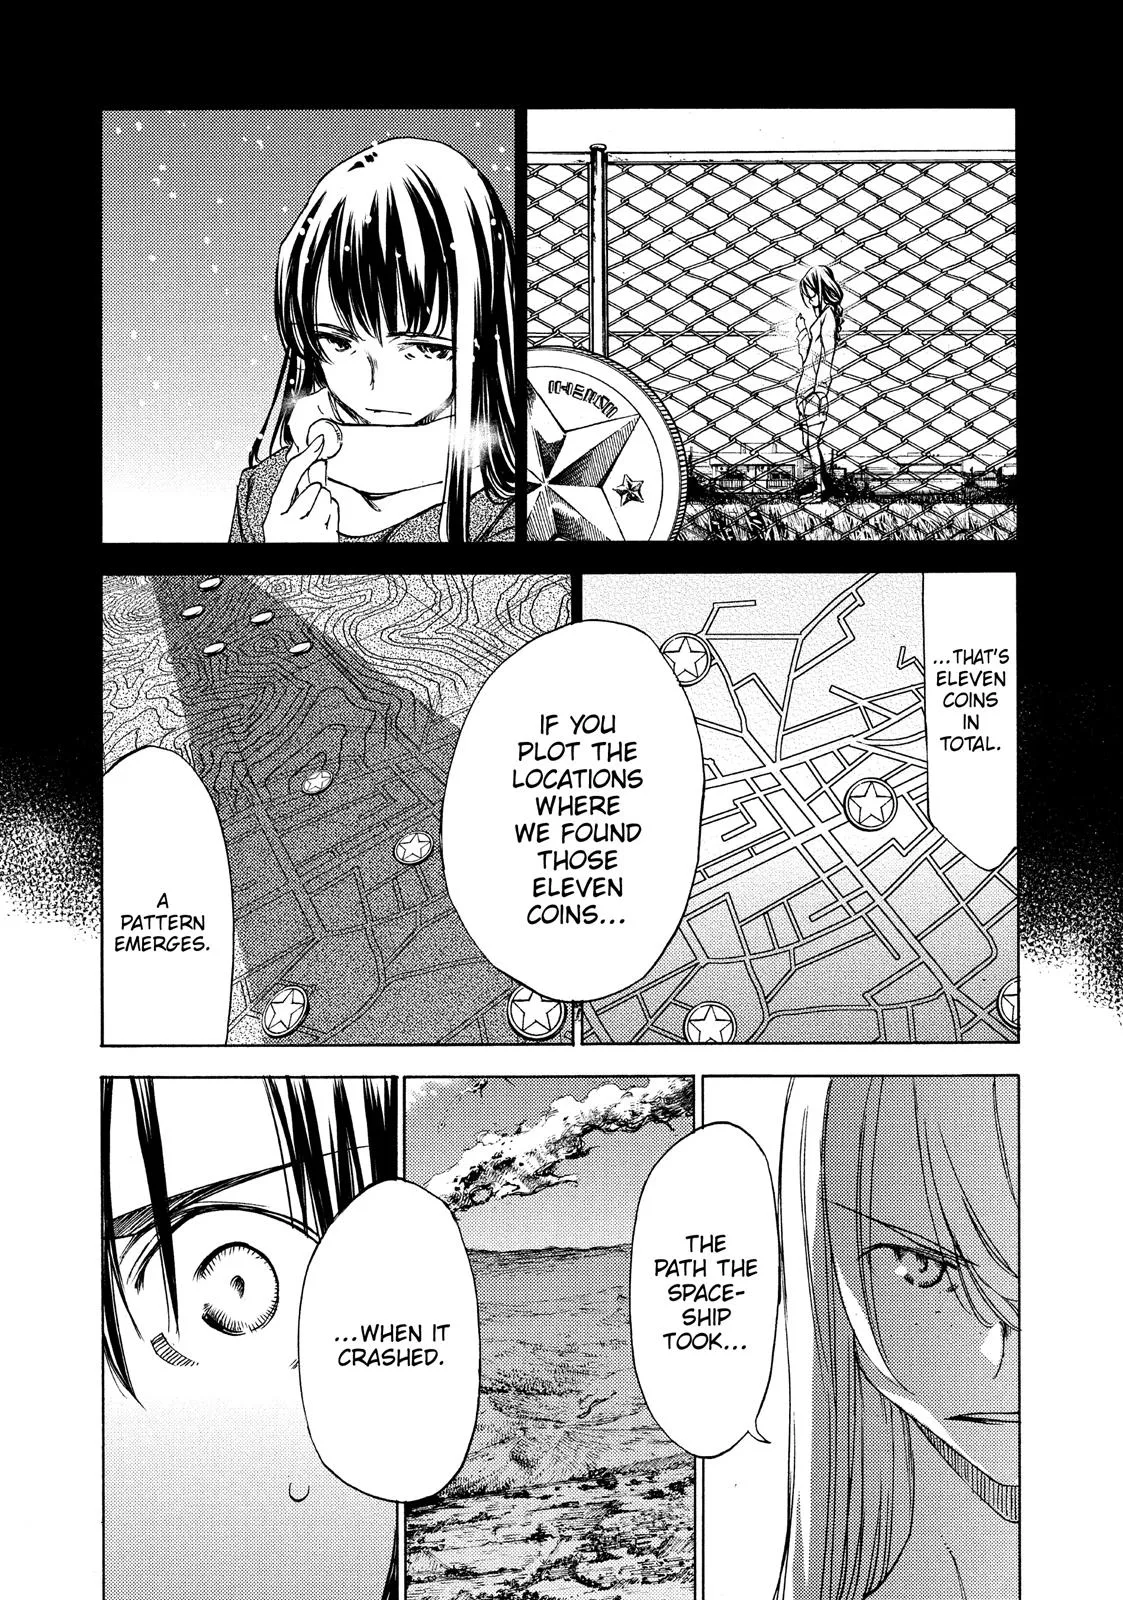 ...THAT'S
ELEVEN
COINS
IN
TOTAL.
IF YOU
PLOT THE
LOCATIONS
WHERE
WE FOUND
THOSE
ELEVEN
COINS...
A
PATTERN
EMERGES.
THE
PATH THE
SPACE-
SHIP
TOOK...
...WHEN IT
CRASHED.